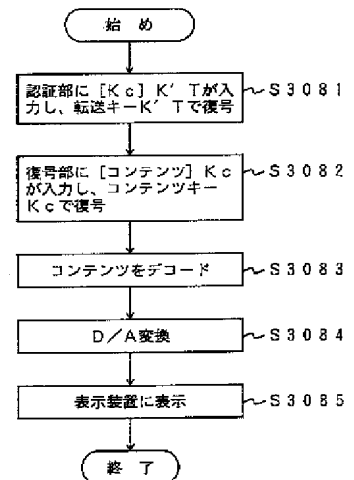 始め
認証部に［Kc］K′Tが入
力し、転送キーK′Tで復号
S3081
復号部に［コンテンツ］Kc
が入力し、コンテンツキー
Kcで復号
S3082
コンテンツをデコード
S3083
D／A変換
S3084
表示装置に表示
S3085
終了